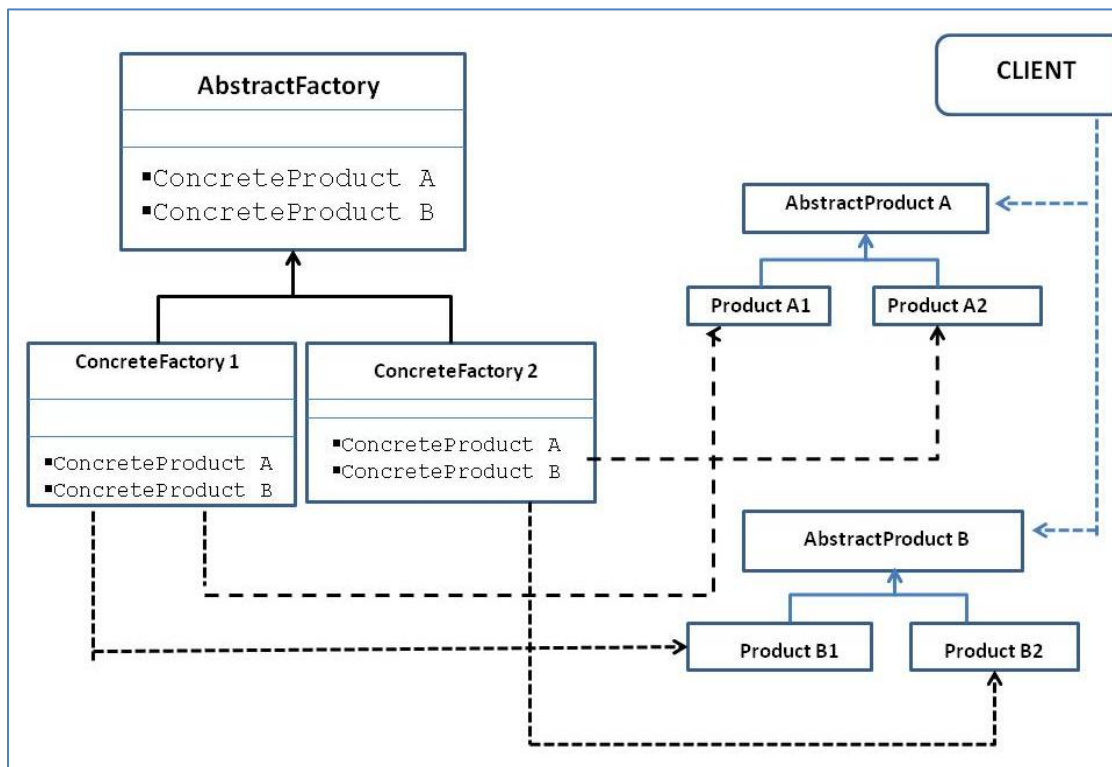 AbstractFactory
▪ConcreteProduct A
▪ConcreteProduct B
CLIENT
AbstractProduct A
Product A1
Product A2
ConcreteFactory 1
▪ConcreteProduct A
▪ConcreteProduct B
ConcreteFactory 2
▪ConcreteProduct A
▪ConcreteProduct B
AbstractProduct B
Product B1
Product B2